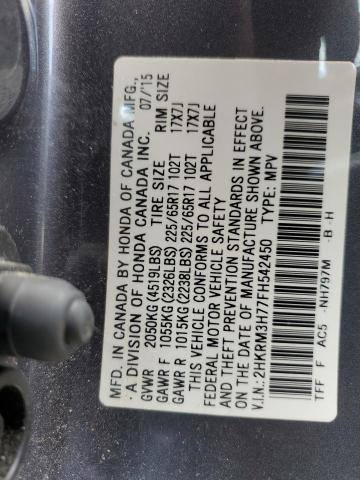 MFD. IN CANADA BY HONDA OF CANADA MFG.,
A DIVISION OF HONDA CANADA INC. 07/'15
GVWR 2050KG (4519LBS) TIRE SIZE RIM SIZE
GAWR F 1055KG (2326LBS) 225/65R17 102T 17X7J
GAWR R 1015KG (2238LBS) 225/65R17 102T 17X7J
THIS VEHICLE CONFORMS TO ALL APPLICABLE
FEDERAL MOTOR VEHICLE SAFETY
AND THEFT PREVENTION STANDARDS IN EFFECT
ON THE DATE OF MANUFACTURE SHOWN ABOVE.
V.I.N.: 2HKRM3H77FH542450 TYPE: MPV
TFF F AC5 -NH797M -B -H